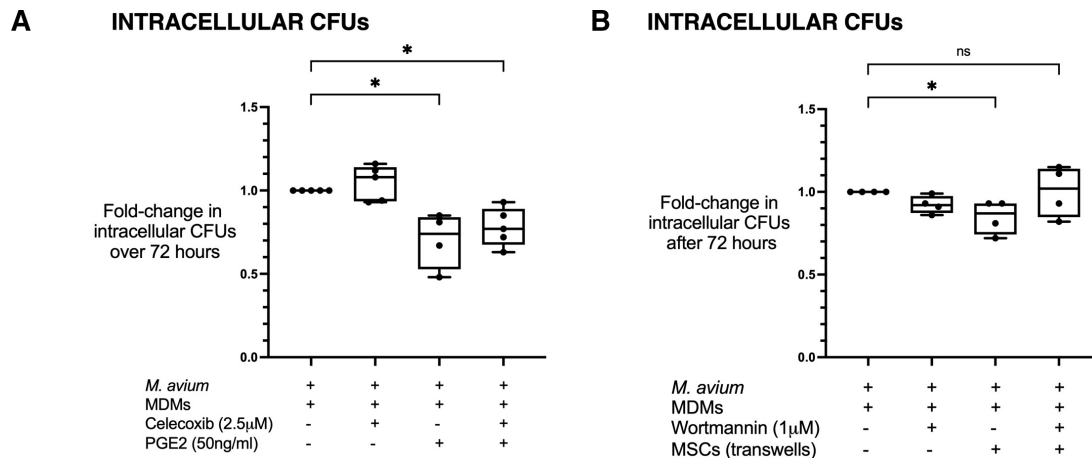 A
INTRACELLULAR CFUs
*
*
1.5
1.0
0.5
0.0
Fold-change in
intracellular CFUs
over 72 hours
M. avium + + + +
MDMs + + + +
Celecoxib (2.5μM) - + - +
PGE2 (50ng/ml) - - + +
B
INTRACELLULAR CFUs
ns
*
1.5
1.0
0.5
0.0
Fold-change in
intracellular CFUs
after 72 hours
M. avium + + + +
MDMs + + + +
Wortmannin (1μM) - + - +
MSCs (transwells) - - + +